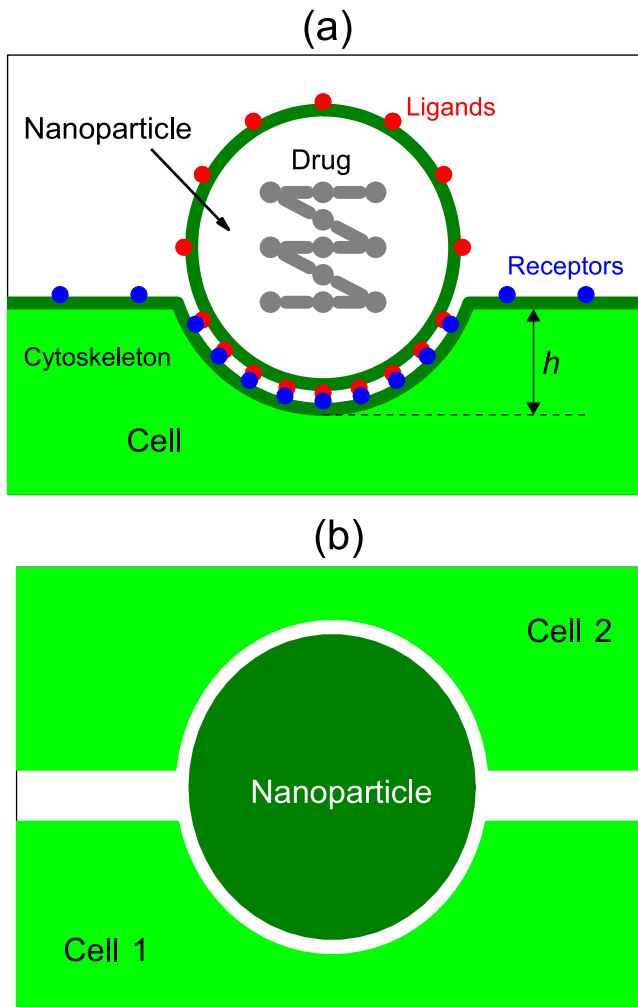 (a)
Nanoparticle
Ligands
Drug
Receptors
Cytoskeleton
h
Cell
(b)
Cell 2
Nanoparticle
Cell 1